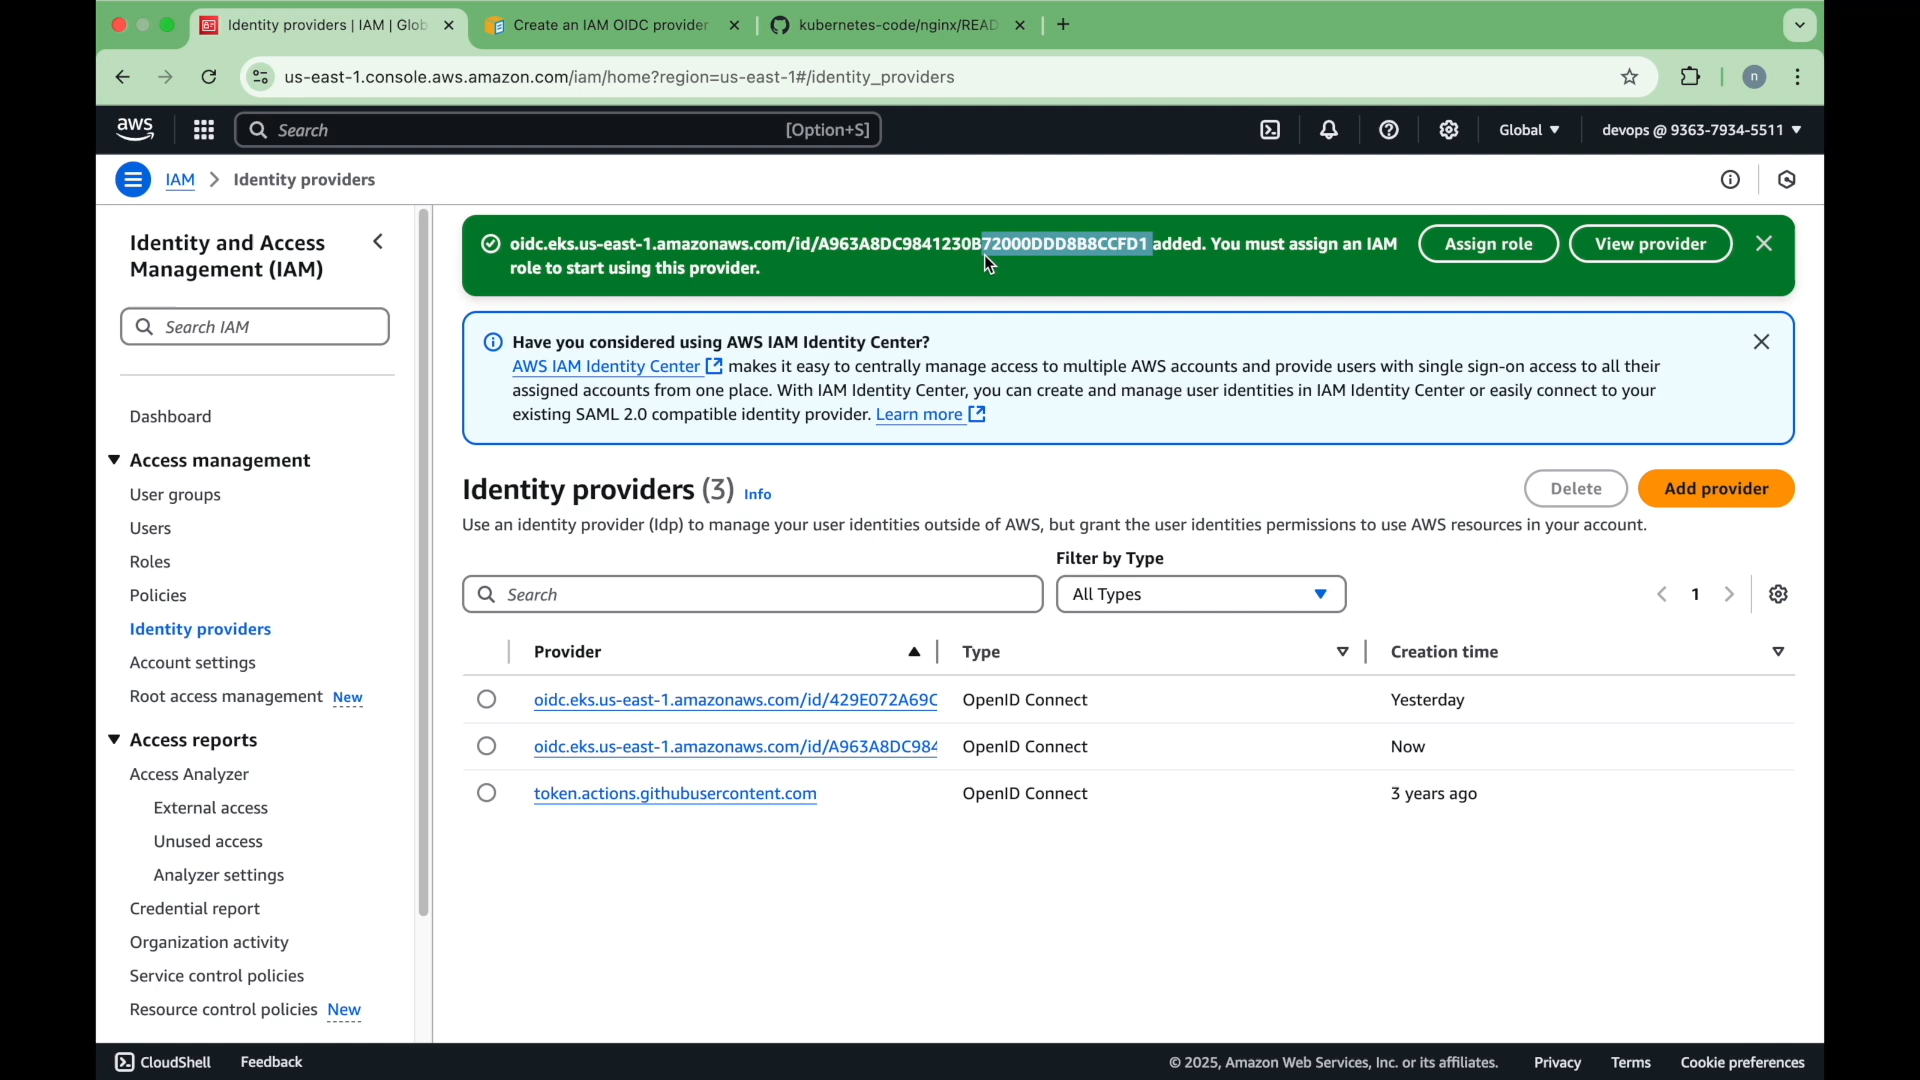 Identity providers | IAM | Glob
Create an IAM OIDC provider
kubernetes-code/nginx/READ
us-east-1.console.aws.amazon.com/iam/home?region=us-east-1#/identity_providers
n
aws
Search
[Option+S]
Global
devops @ 9363-7934-5511
IAM
Identity providers
Identity and Access
Management (IAM)
Search IAM
Dashboard
Access management
User groups
Users
Roles
Policies
Identity providers
Account settings
Root access management New
Access reports
Access Analyzer
External access
Unused access
Analyzer settings
Credential report
Organization activity
Service control policies
Resource control policies New
oidc.eks.us-east-1.amazonaws.com/id/A963A8DC9841230B72000DDD8B8CCFD1 added. You must assign an IAM
role to start using this provider.
Assign role
View provider
Have you considered using AWS IAM Identity Center?
AWS IAM Identity Center makes it easy to centrally manage access to multiple AWS accounts and provide users with single sign-on access to all their
assigned accounts from one place. With IAM Identity Center, you can create and manage user identities in IAM Identity Center or easily connect to your
existing SAML 2.0 compatible identity provider. Learn more
Identity providers (3) Info
Delete
Add provider
Use an identity provider (Idp) to manage your user identities outside of AWS, but grant the user identities permissions to use AWS resources in your account.
Filter by Type
Search
All Types
1
Provider Type Creation time
oidc.eks.us-east-1.amazonaws.com/id/429E072A69C OpenID Connect Yesterday
oidc.eks.us-east-1.amazonaws.com/id/A963A8DC984 OpenID Connect Now
token.actions.githubusercontent.com OpenID Connect 3 years ago
CloudShell
Feedback
© 2025, Amazon Web Services, Inc. or its affiliates.
Privacy
Terms
Cookie preferences